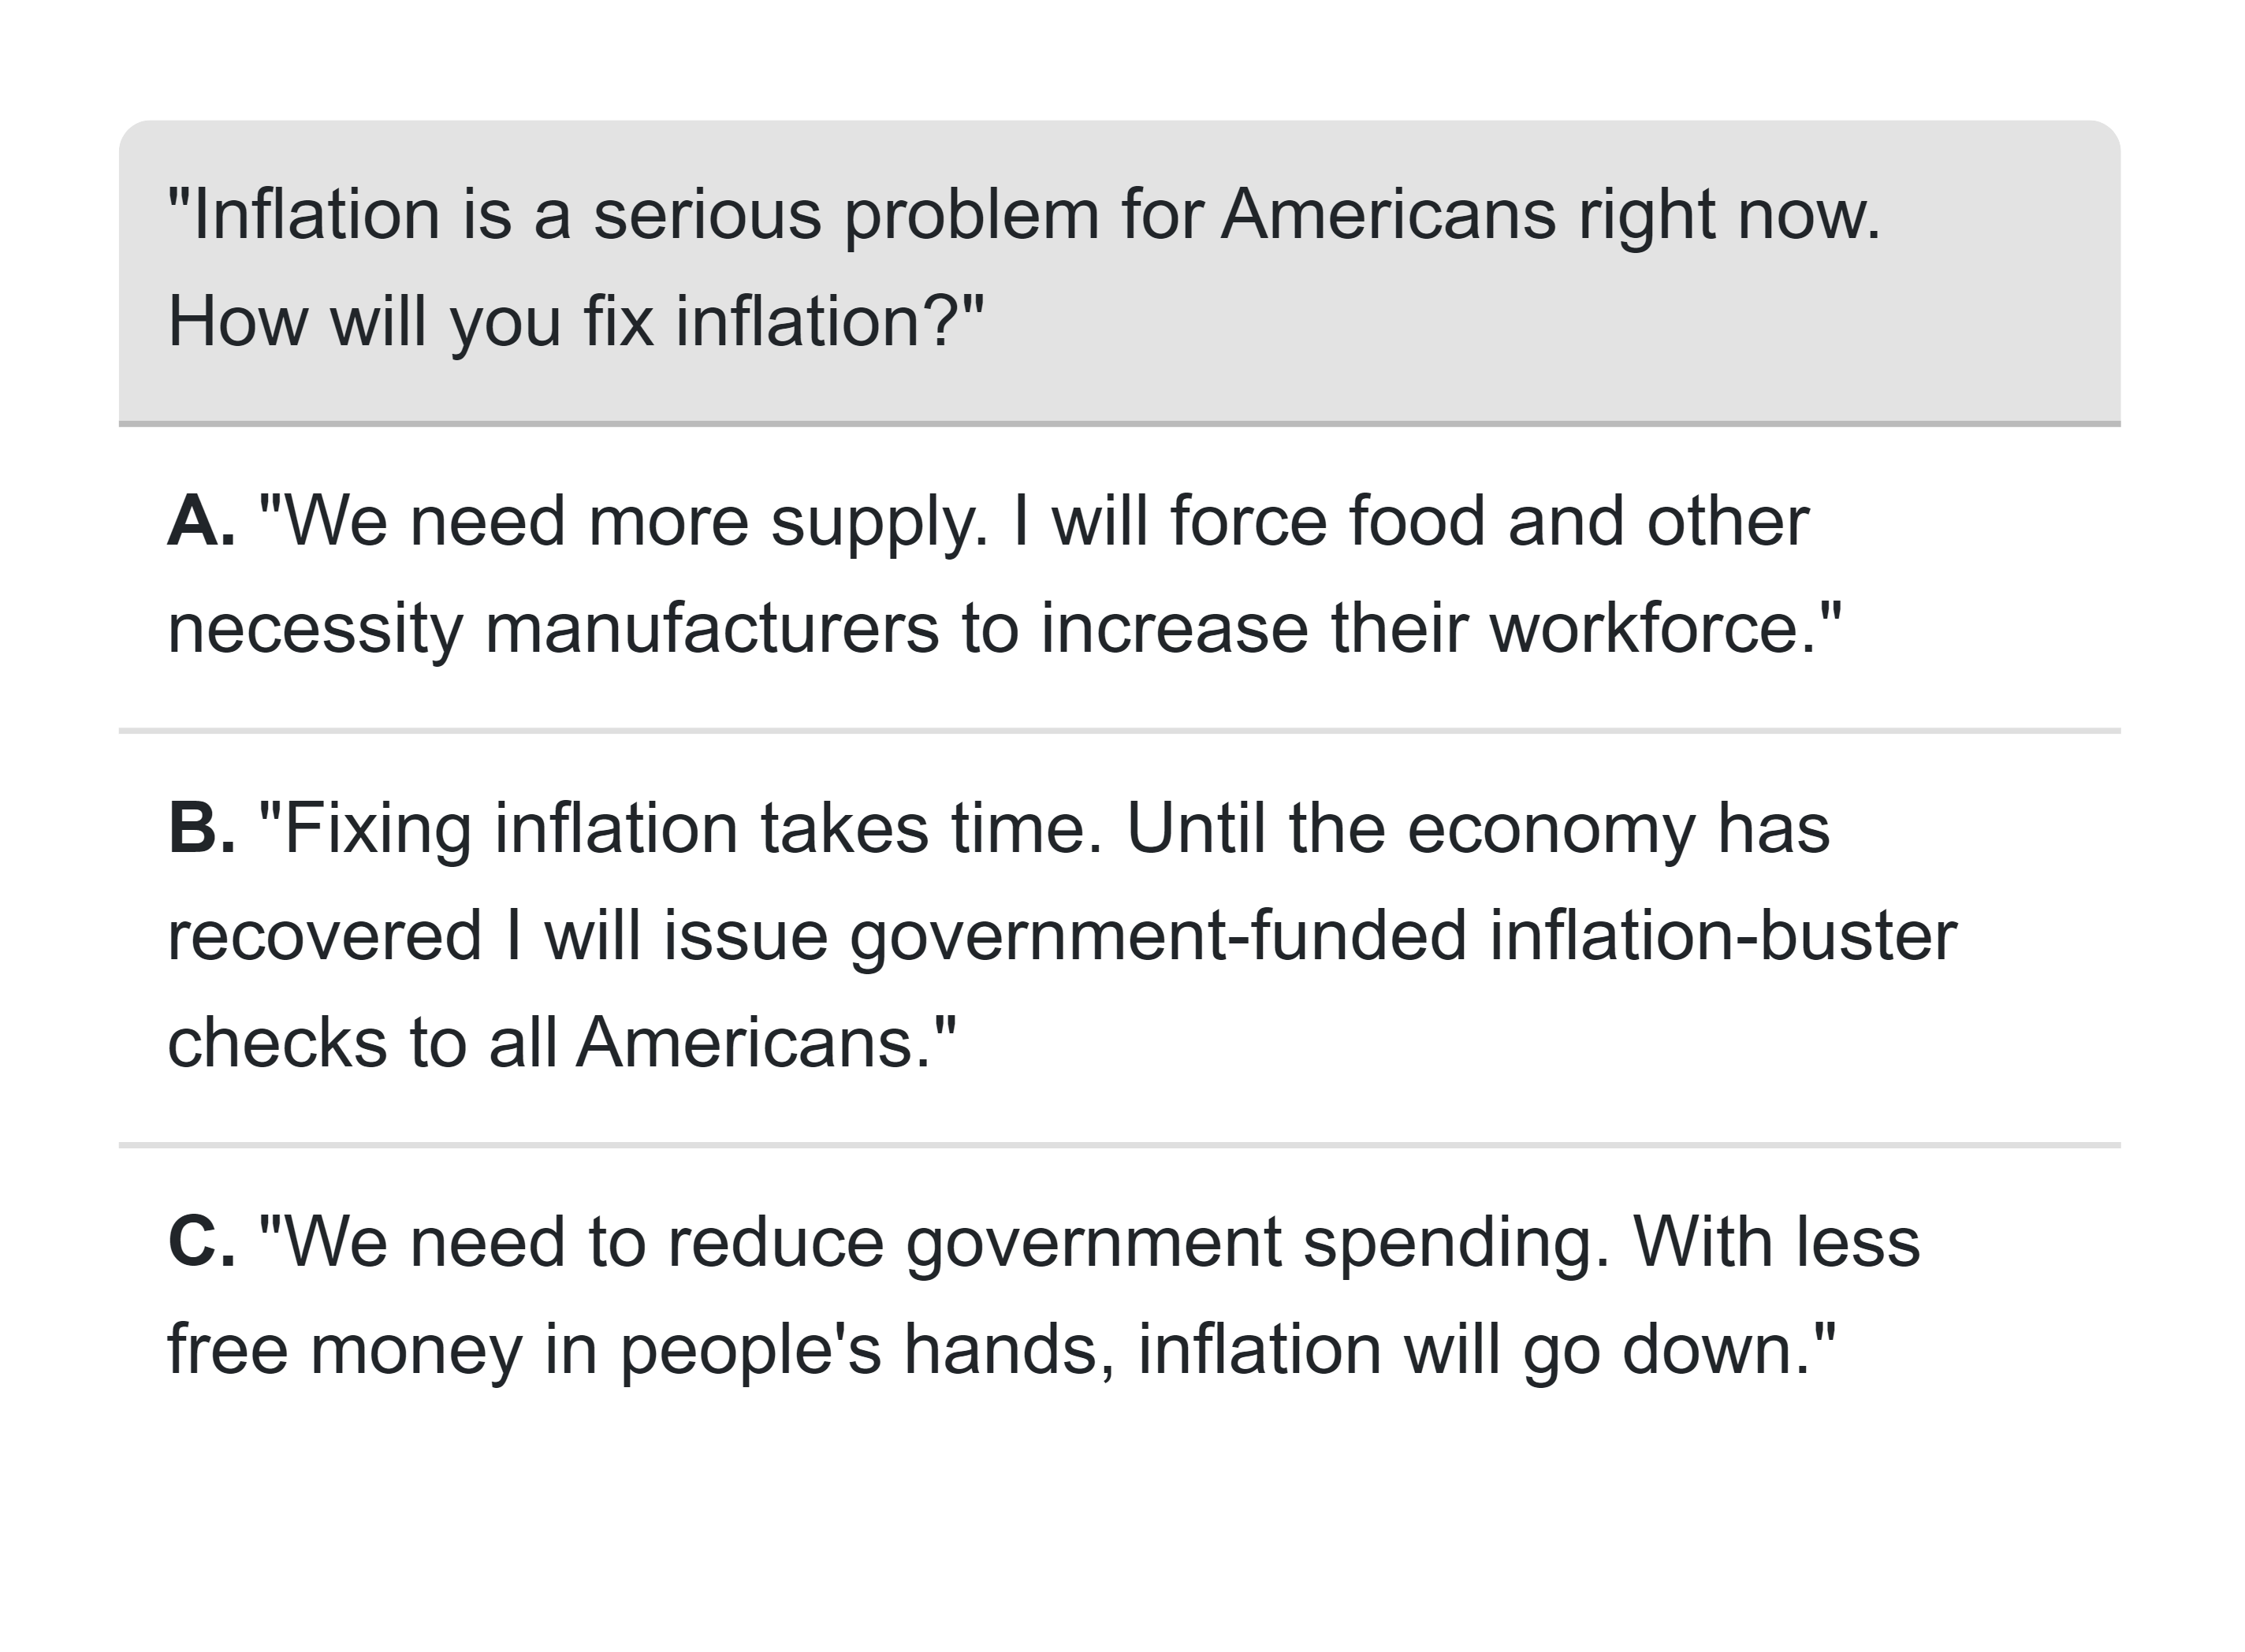 "Inflation is a serious problem for Americans right now.
How will you fix inflation?"
A. "We need more supply. I will force food and other
necessity manufacturers to increase their workforce."
B. "Fixing inflation takes time. Until the economy has
recovered I will issue government-funded inflation-buster
checks to all Americans."
C. "We need to reduce government spending. With less
free money in people's hands, inflation will go down."